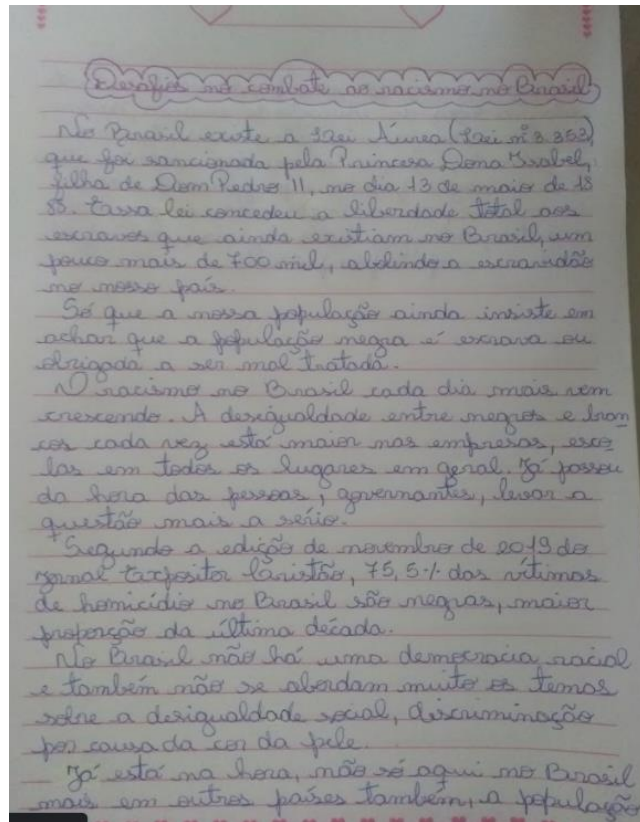 Desafios no combate ao racismo no Brasil
No Brasil existe a Lei Áurea (Lei nº 3.353),
que foi sancionada pela Princesa Dona Isabel,
filha de Dom Pedro II, no dia 13 de maio de 18
88. Essa lei concedeu a liberdade total aos
escravos que ainda existiam no Brasil, um
pouco mais de 700 mil, abolindo a escravidão
no nosso país.
Só que a nossa população ainda insiste em
achar que a população negra é escrava ou
obrigada a ser mal tratada.
O racismo no Brasil cada dia mais vem
crescendo. A desigualdade entre negros e bran
cos cada vez está maior nas empresas, esco
las em todos os lugares em geral. Já passou
da hora das pessoas, governantes, levar a
questão mais a sério.
Segundo a edição de novembro de 2019 do
jornal Expositor Cristão, 75,5% das vítimas
de homicídio no Brasil são negras, maior
proporção da última década.
No Brasil não há uma democracia racial
e também não se abordam muito os temas
sobre a desigualdade social, discriminação
por causa da cor da pele.
Já está na hora, não só aqui no Brasil
mais em outros países também, a população